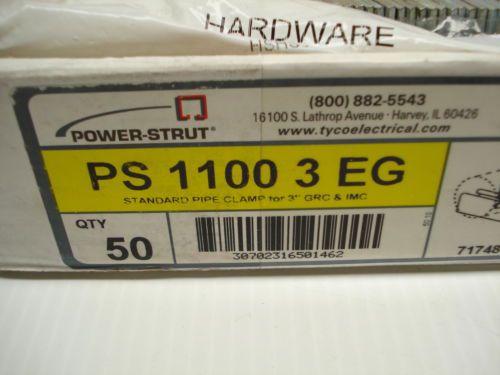 HARDWARE
(800) 882-5543
16100 S. Lathrop Avenue · Harvey, IL 60426
www.tycoelectrical.com
POWER-STRUT®
PS 1100 3 EG
STANDARD PIPE CLAMP for 3" GRC & IMC
QTY
50
30702316501462
71748